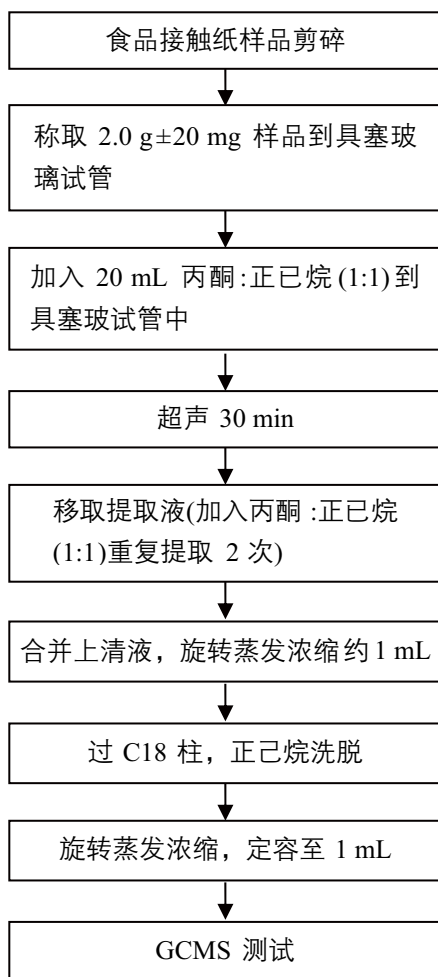 食品接触纸样品剪碎
称取 2.0 g±20 mg 样品到具塞玻
璃试管
加入 20 mL 丙酮:正已烷(1:1)到
具塞玻试管中
超声 30 min
移取提取液(加入丙酮:正已烷
(1:1)重复提取 2 次)
合并上清液，旋转蒸发浓缩约 1 mL
过 C18 柱，正己烷洗脱
旋转蒸发浓缩，定容至 1 mL
GCMS 测试